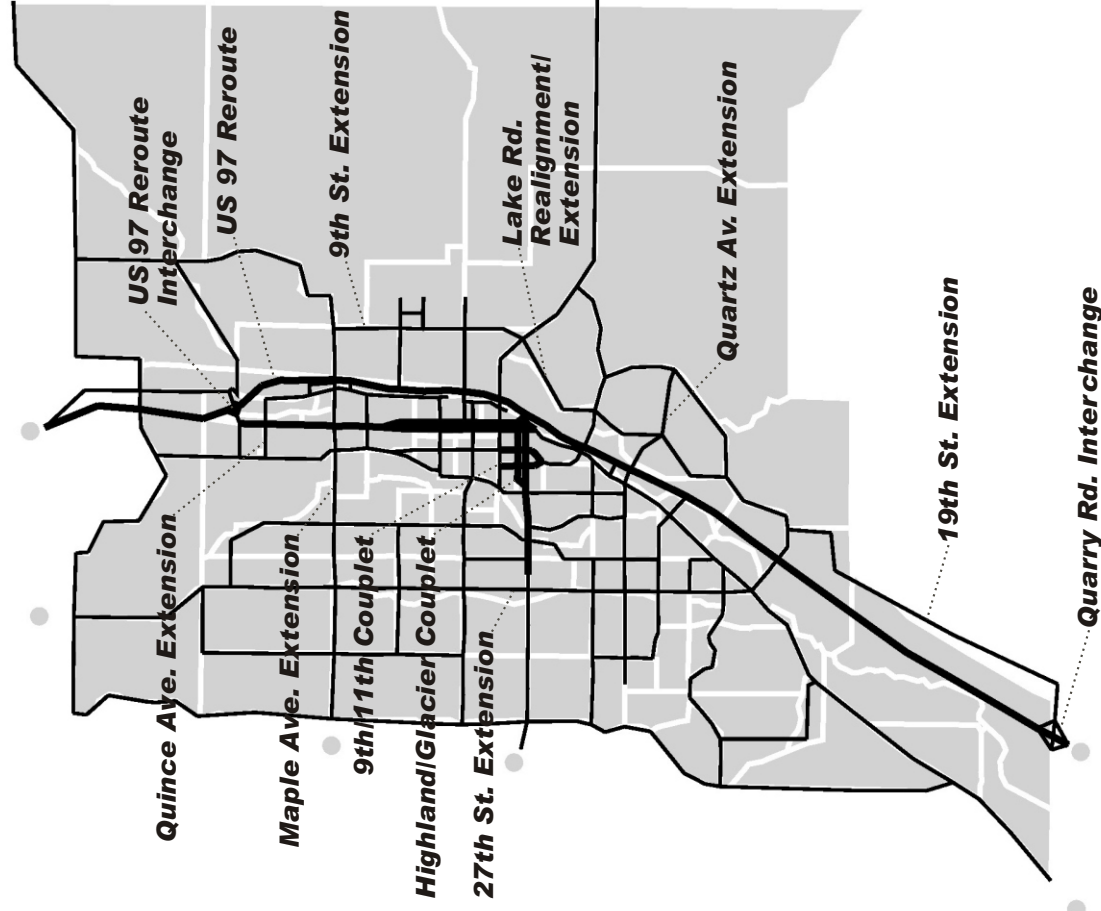 US 97 Reroute
Interchange
US 97 Reroute
9th St. Extension
Lake Rd.
Realignment/
Extension
Quartz Av. Extension
19th St. Extension
Quarry Rd. Interchange
Quince Ave. Extension
Maple Ave. Extension
9th/11th Couplet
Highland/Glacier Couplet
27th St. Extension